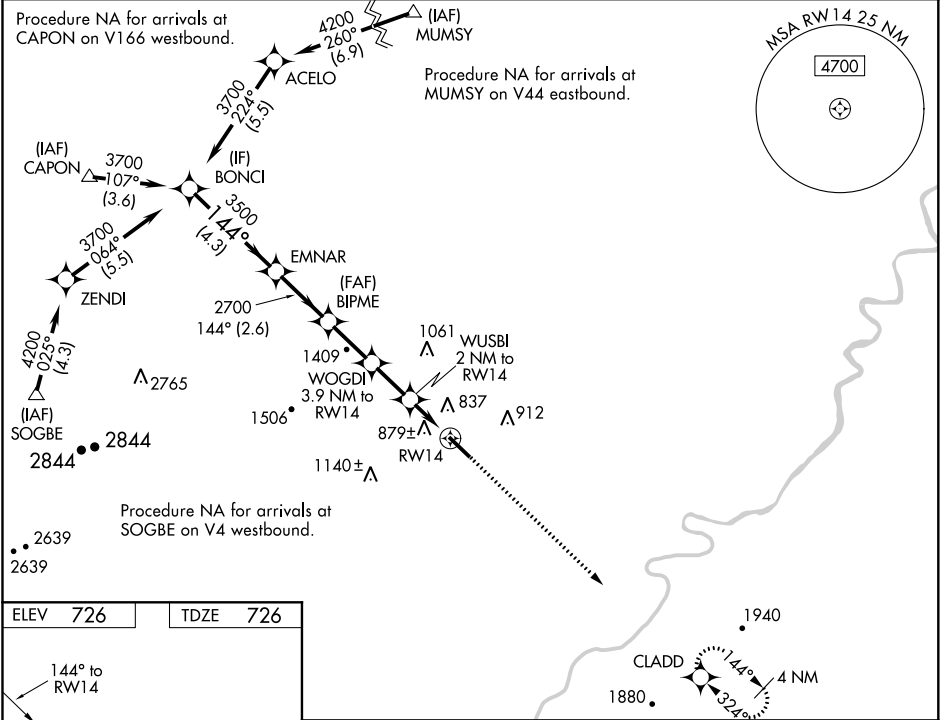 Procedure NA for arrivals at
CAPON on V166 westbound.
4200
260°
(6.9)
(IAF)
MUMSY
ACELO
Procedure NA for arrivals at
MUMSY on V44 eastbound.
MSA RW14 25 NM
4700
3700
224°
(5.5)
(IAF)
CAPON
3700
107°
(3.6)
(IF)
BONCI
3500
144°
(4.3)
3700
064°
(5.5)
ZENDI
EMNAR
(FAF)
BIPME
2700
144° (2.6)
4200
025°
(4.3)
(IAF)
SOGBE
2765
1409
1061
WUSBI
2 NM to
RW14
WOGDI
3.9 NM to
RW14
1506
837
912
879±
RW14
2844
2844
1140±
Procedure NA for arrivals at
SOGBE on V4 westbound.
2639
2639
ELEV 726
TDZE 726
144° to
RW14
1940
CLADD
144°
4 NM
324°
1880